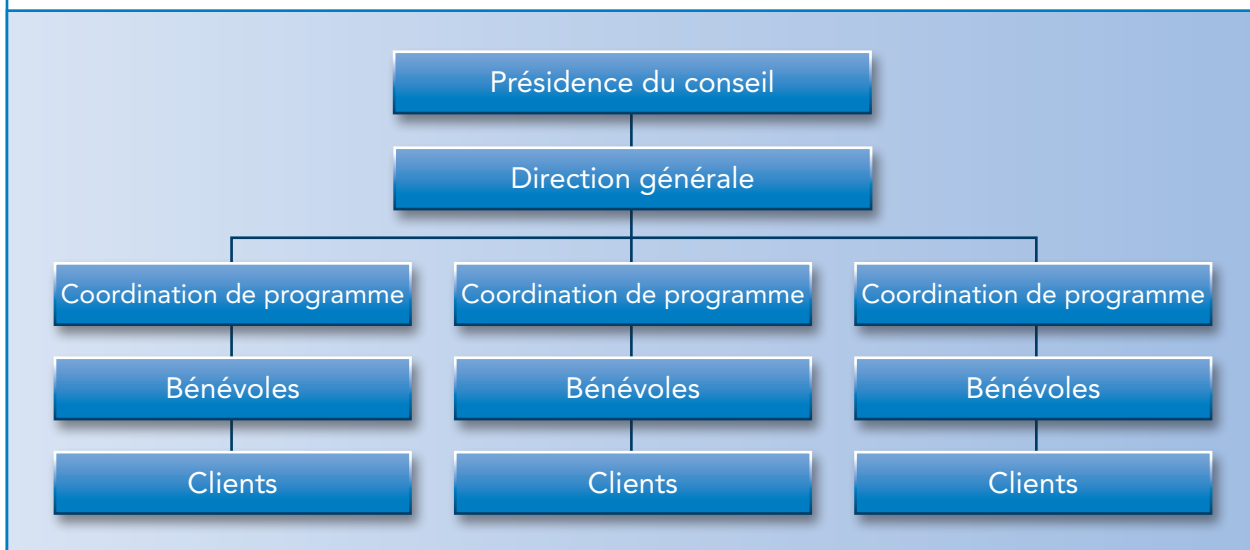 Présidence du conseil
Direction générale
Coordination de programme
Coordination de programme
Coordination de programme
Bénévoles
Bénévoles
Bénévoles
Clients
Clients
Clients